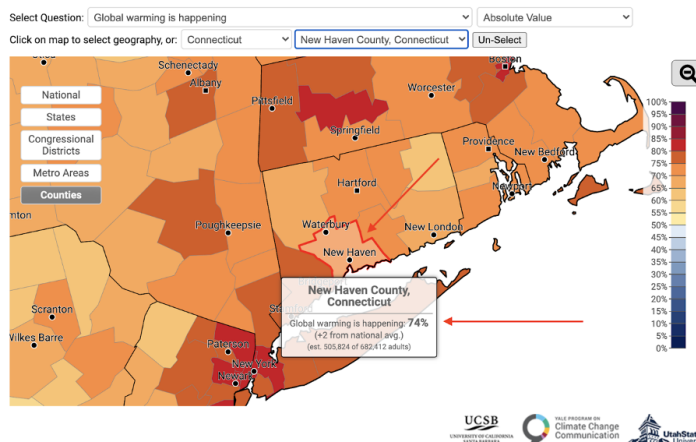 Select Question: Global warming is happening Absolute Value
Click on map to select geography, or: Connecticut New Haven County, Connecticut Un-Select
National
States
Congressional
Districts
Metro Areas
Counties
Schenectady
Albany
Pittsfield
Boston
Worcester
Springfield
Providence
New Bedford
Newport
Hartford
Poughkeepsie
Waterbury
New London
New Haven
Scranton
Wilkes Barre
Paterson
New York
Newark
New Haven County,
Connecticut
Global warming is happening: 74%
(+2 from national avg.)
(est. 505,824 of 682,412 adults)
100%
95%
90%
85%
80%
75%
70%
65%
60%
55%
50%
45%
40%
35%
30%
25%
20%
15%
10%
5%
0%
UCSB
UNIVERSITY OF CALIFORNIA
SANTA BARBARA
YALE PROGRAM ON
Climate Change
Communication
UtahStat
Univers